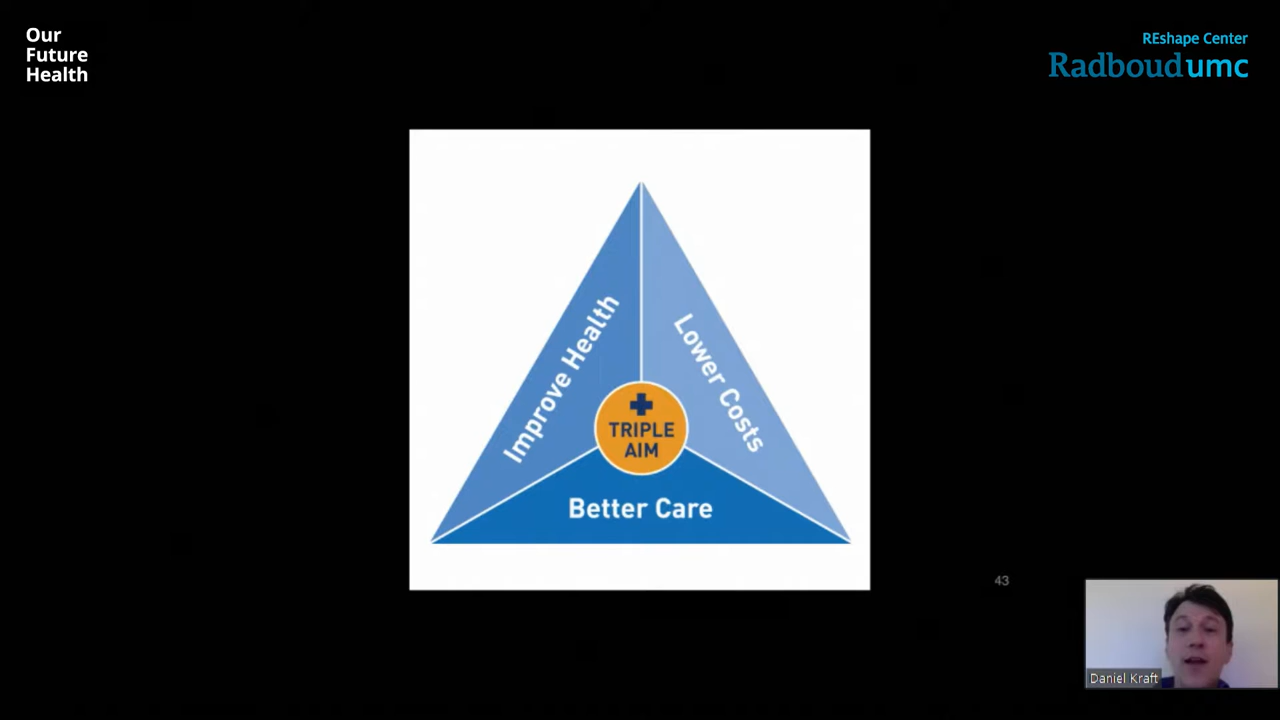 Our
Future
Health
REshape Center
Radboudumc
Improve Health
Lower Costs
TRIPLE
AIM
Better Care
43
Daniel Kraft